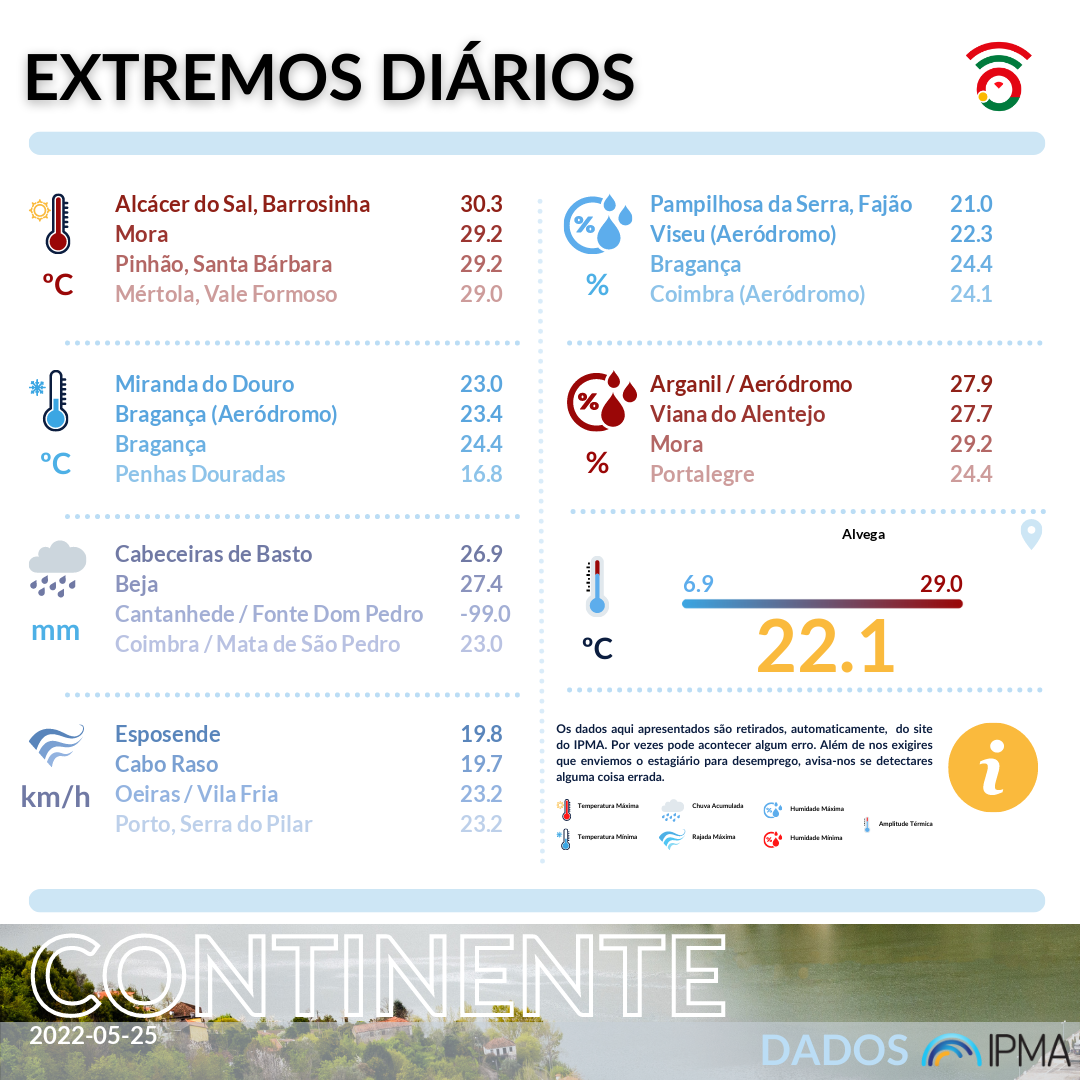 EXTREMOS DIÁRIOS
Alcácer do Sal, Barrosinha 30.3
Mora 29.2
Pinhão, Santa Bárbara 29.2
Mértola, Vale Formoso 29.0
ºC
Miranda do Douro 23.0
Bragança (Aeródromo) 23.4
Bragança 24.4
Penhas Douradas 16.8
ºC
Cabeceiras de Basto 26.9
Beja 27.4
Cantanhede / Fonte Dom Pedro -99.0
Coimbra / Mata de São Pedro 23.0
mm
Esposende 19.8
Cabo Raso 19.7
Oeiras / Vila Fria 23.2
Porto, Serra do Pilar 23.2
km/h
Pampilhosa da Serra, Fajão 21.0
Viseu (Aeródromo) 22.3
Bragança 24.4
Coimbra (Aeródromo) 24.1
%
%
Arganil / Aeródromo 27.9
Viana do Alentejo 27.7
Mora 29.2
Portalegre 24.4
%
%
Alvega
6.9 29.0
22.1
ºC
Os dados aqui apresentados são retirados, automaticamente, do site
do IPMA. Por vezes pode acontecer algum erro. Além de nos exigires
que enviemos o estagiário para desemprego, avisa-nos se detectares
alguma coisa errada.
i
Temperatura Máxima Chuva Acumulada Humidade Máxima
Amplitude Térmica
Temperatura Mínima Rajada Máxima Humidade Mínima
CONTINENTE
2022-05-25
DADOS IPMA